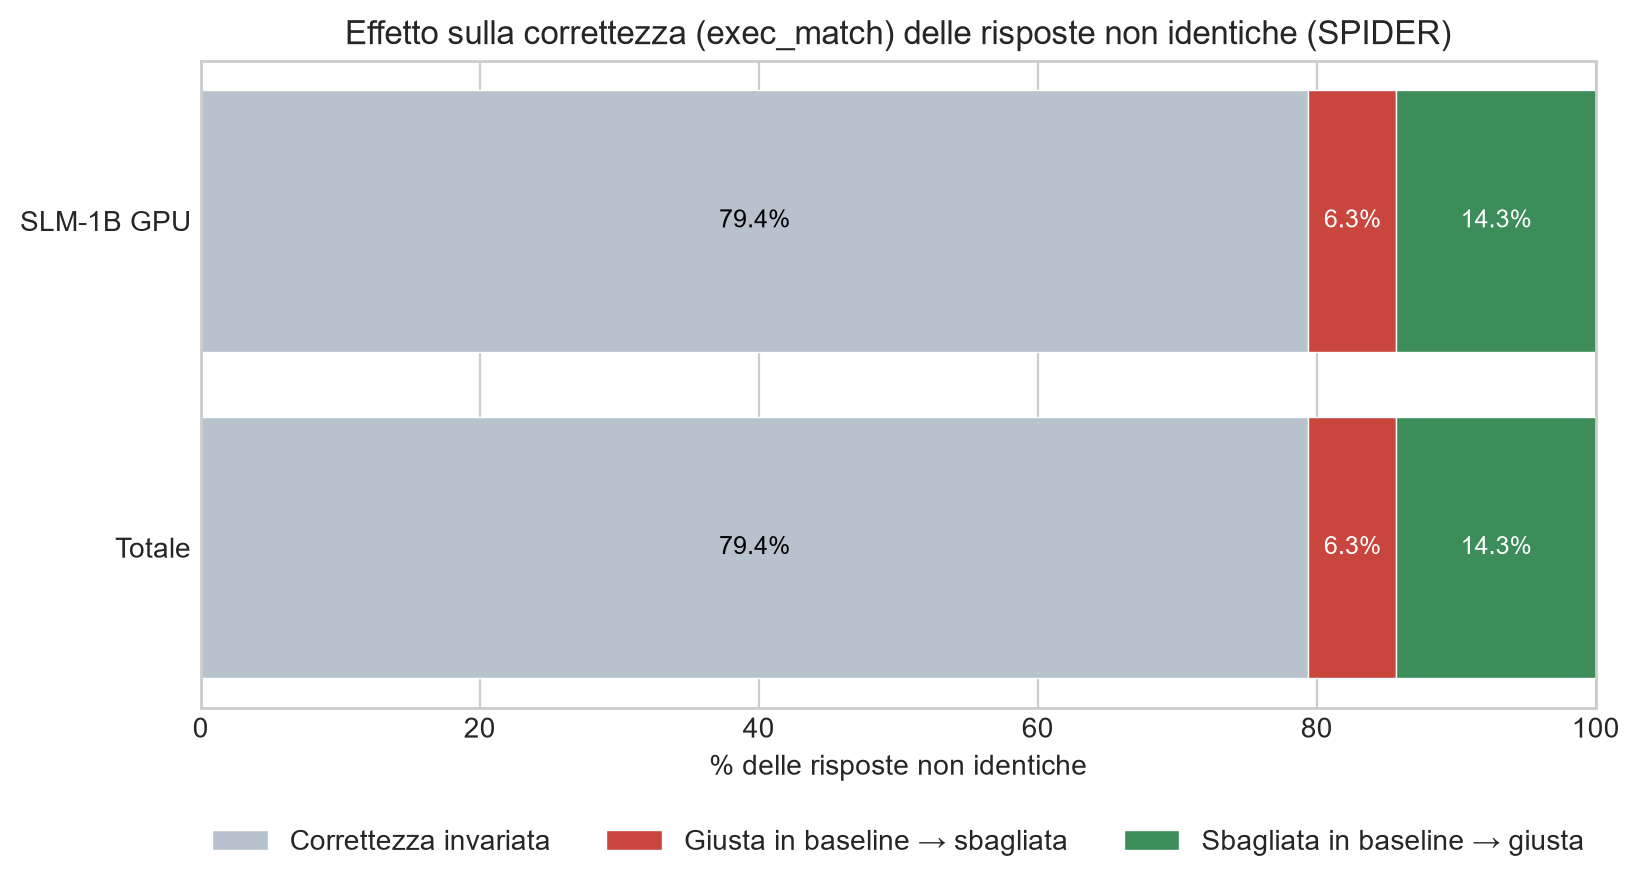 Effetto sulla correttezza (exec_match) delle risposte non identiche (SPIDER)
SLM-1B GPU
79.4%
6.3%
14.3%
Totale
79.4%
6.3%
14.3%
0
20
40
60
80
100
% delle risposte non identiche
Correttezza invariata
Giusta in baseline → sbagliata
Sbagliata in baseline → giusta